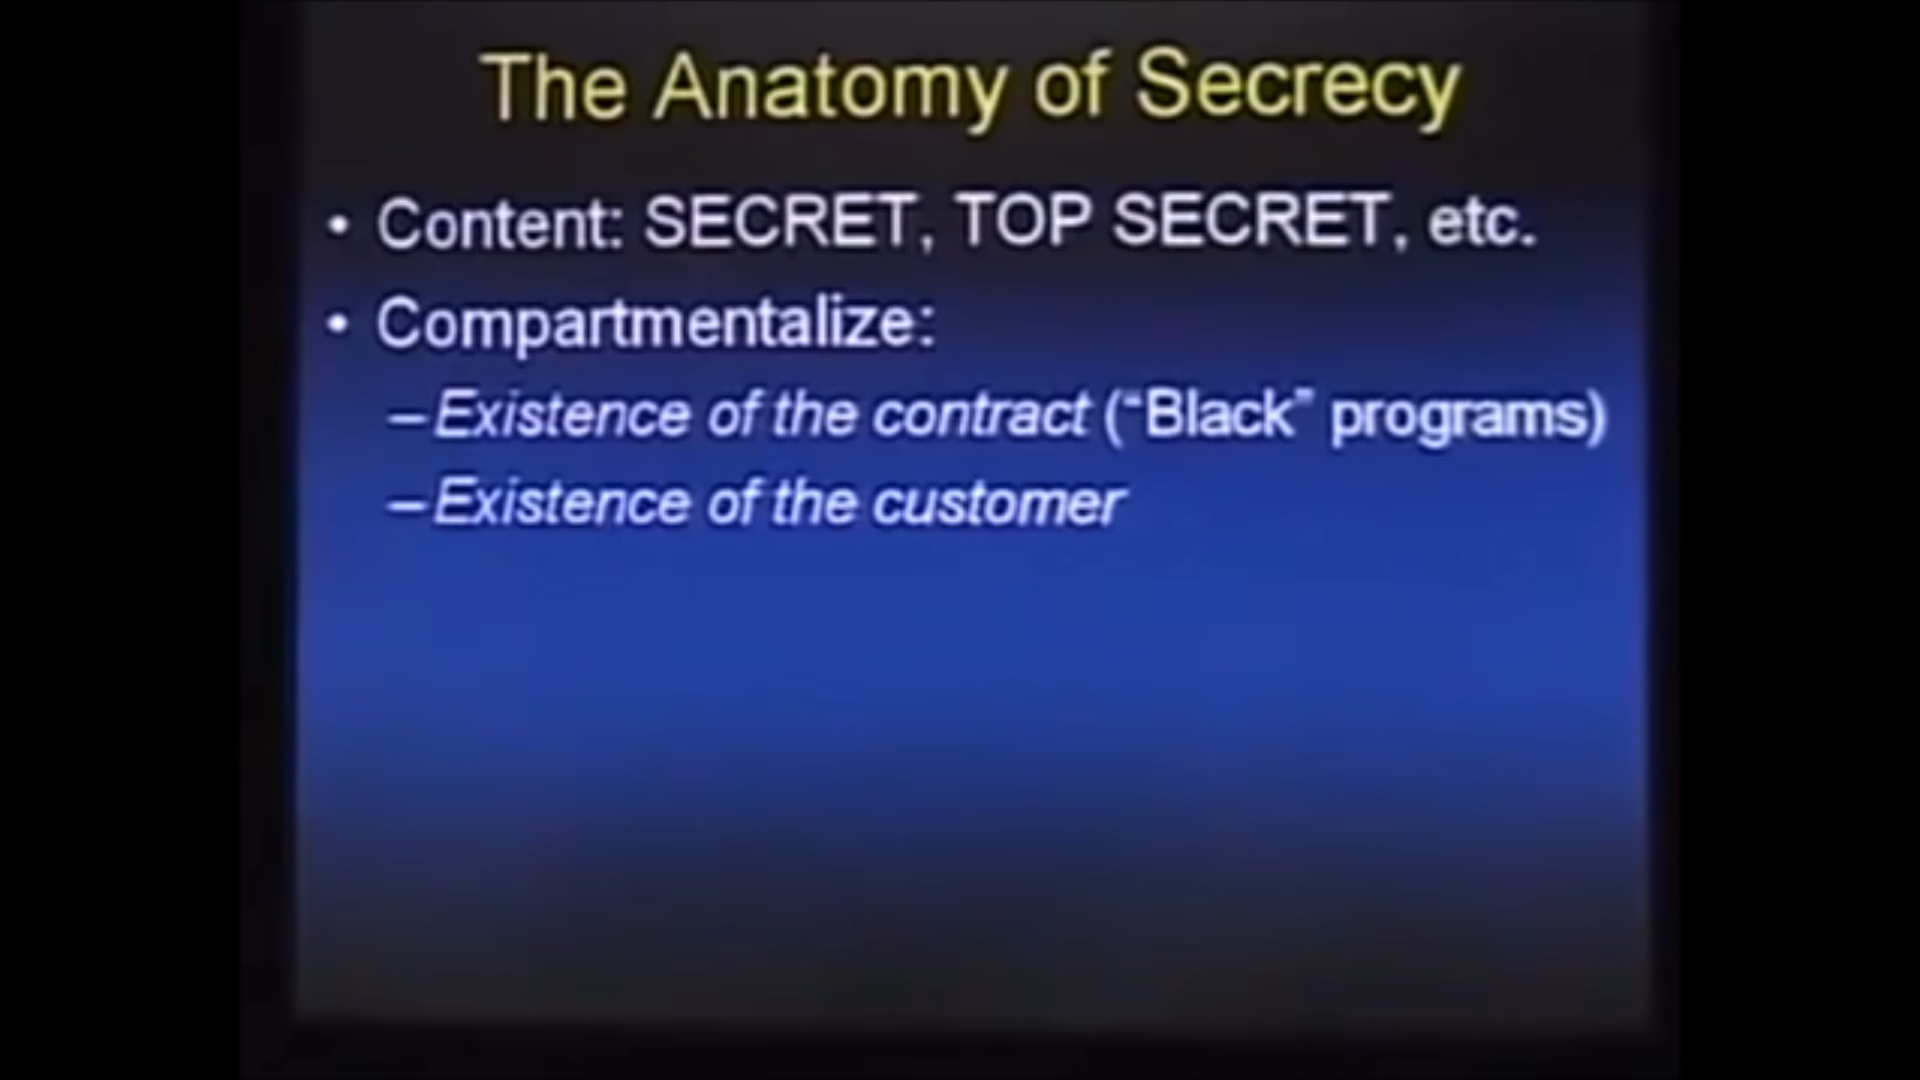 The Anatomy of Secrecy
• Content: SECRET, TOP SECRET, etc.
• Compartmentalize:
–Existence of the contract ("Black" programs)
–Existence of the customer